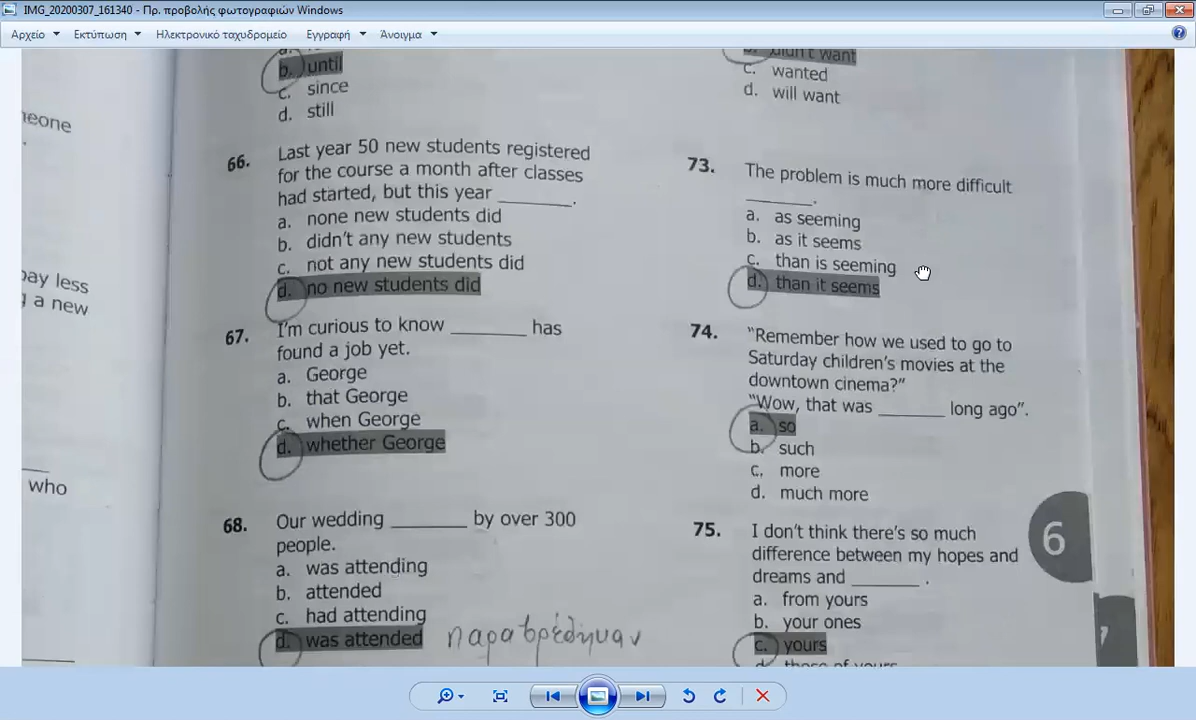 IMG_20200307_161340 - Πρ. προβολής φωτογραφιών Windows
Αρχείο Εκτύπωση Ηλεκτρονικό ταχυδρομείο Εγγραφή Άνοιγμα
eone
.
pay less
g a new
who
b. until
c. since
d. still
66. Last year 50 new students registered
for the course a month after classes
had started, but this year ________.
a. none new students did
b. didn't any new students
c. not any new students did
d. no new students did
67. I'm curious to know ________ has
found a job yet.
a. George
b. that George
c. when George
d. whether George
68. Our wedding ________ by over 300
people.
a. was attending
b. attended
c. had attending
d. was attended παραβρέθηκαν
b. didn't want
c. wanted
d. will want
73. The problem is much more difficult
________.
a. as seeming
b. as it seems
c. than is seeming
d. than it seems
74. "Remember how we used to go to
Saturday children's movies at the
downtown cinema?"
"Wow, that was ________ long ago".
a. so
b. such
c. more
d. much more
75. I don't think there's so much
difference between my hopes and
dreams and ________ .
a. from yours
b. your ones
c. yours
d. those of yours
6